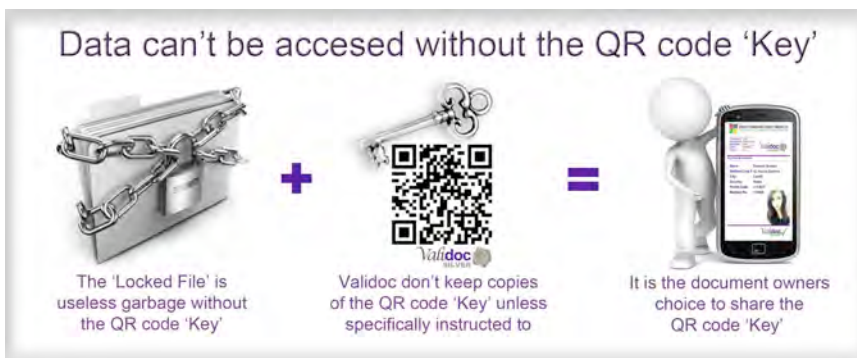 Data can't be accesed without the QR code 'Key'
The 'Locked File' is
useless garbage without
the QR code 'Key'
Validoc
SILVER
Validoc don't keep copies
of the QR code 'Key' unless
specifically instructed to
Validoc
It is the document owners
choice to share the
QR code 'Key'